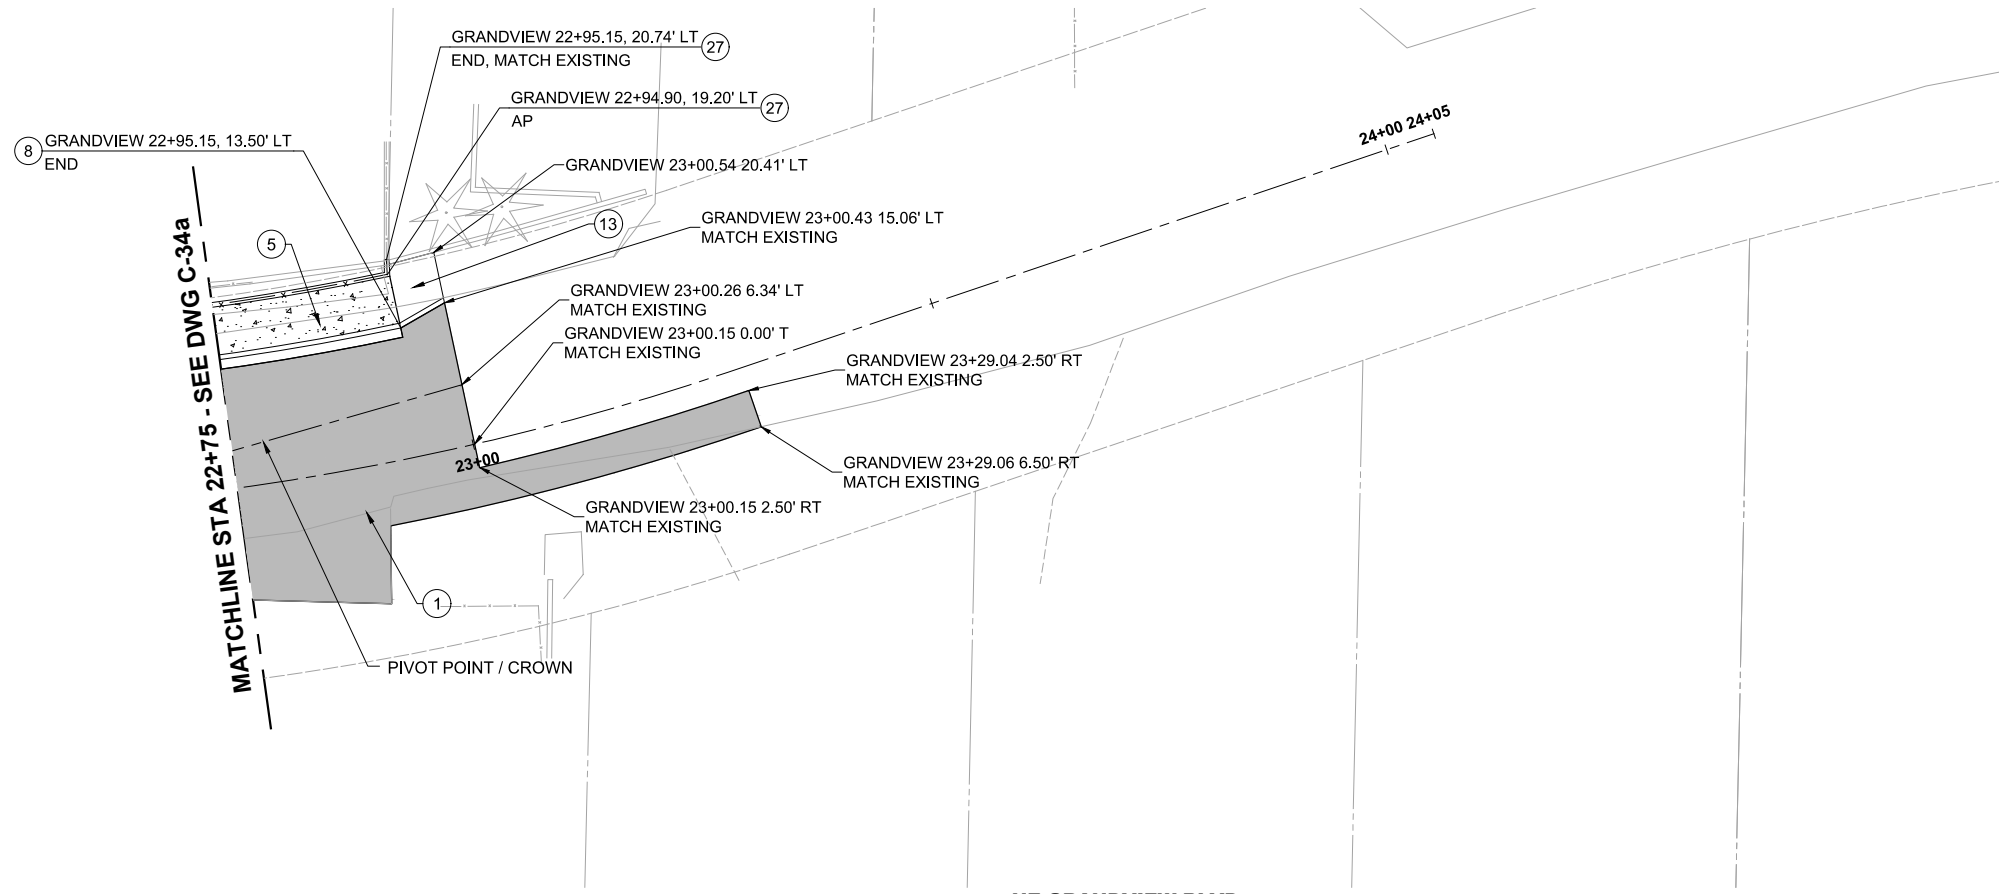 GRANDVIEW 22+95.15, 20.74' LT
END, MATCH EXISTING
27
GRANDVIEW 22+94.90, 19.20' LT
AP
27
8
GRANDVIEW 22+95.15, 13.50' LT
END
GRANDVIEW 23+00.54 20.41' LT
24+00 24+05
13
GRANDVIEW 23+00.43 15.06' LT
MATCH EXISTING
5
GRANDVIEW 23+00.26 6.34' LT
MATCH EXISTING
GRANDVIEW 23+00.15 0.00' T
MATCH EXISTING
GRANDVIEW 23+29.04 2.50' RT
MATCH EXISTING
MATCHLINE STA 22+75 - SEE DWG C-34a
23+00
GRANDVIEW 23+29.06 6.50' RT
MATCH EXISTING
GRANDVIEW 23+00.15 2.50' RT
MATCH EXISTING
1
PIVOT POINT / CROWN